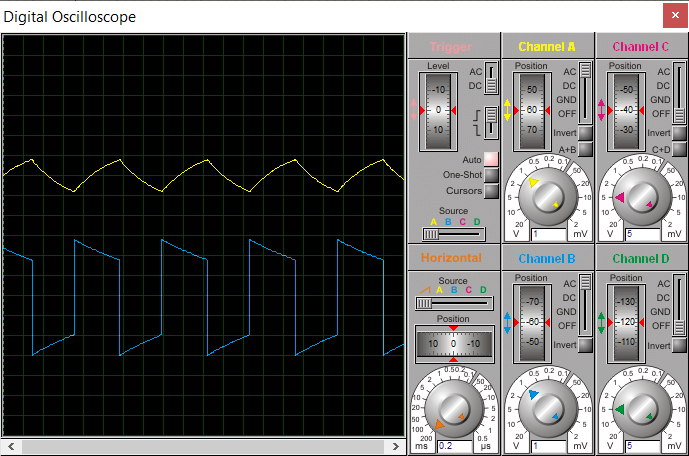 Digital Oscilloscope
Trigger
Level
AC
DC
-10
0
10
Auto
One-Shot
Cursors
Source
A B C D
Channel A
Position
50
60
70
AC
DC
GND
OFF
Invert
A+B
20 10 5 2 1 0.5 0.2 0.1 50 20 10 5 2
V
1
mV
Channel C
Position
-50
-40
-30
AC
DC
GND
OFF
Invert
C+D
20 10 5 2 1 0.5 0.2 0.1 50 20 10 5 2
V
5
mV
Horizontal
Source
A B C D
Position
10 0 -10
200 100 50 20 10 5 2 1 0.5 0.2 0.1 50 20 10 5 2 1 0.5
ms
0.2
µs
Channel B
Position
-70
-60
-50
AC
DC
GND
OFF
Invert
20 10 5 2 1 0.5 0.2 0.1 50 20 10 5 2
V
1
mV
Channel D
Position
-130
-120
-110
AC
DC
GND
OFF
Invert
20 10 5 2 1 0.5 0.2 0.1 50 20 10 5 2
V
5
mV